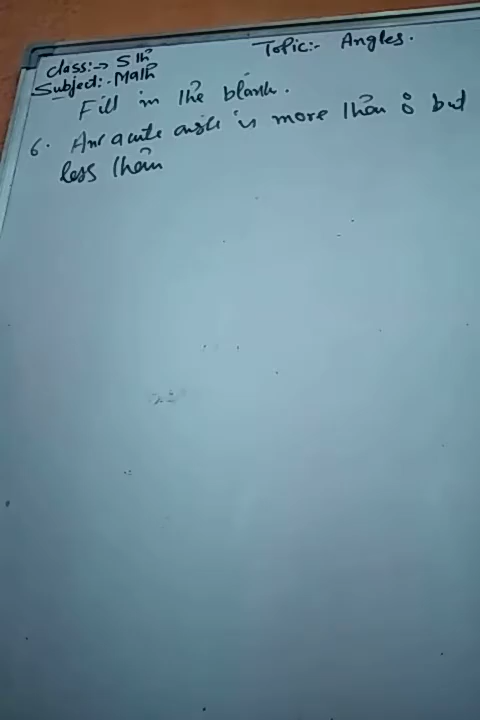 Class:→ 5th
Topic:- Angles.
Subject:- Math
Fill in the blank.
6. An acute angle is more than 0 but
less than